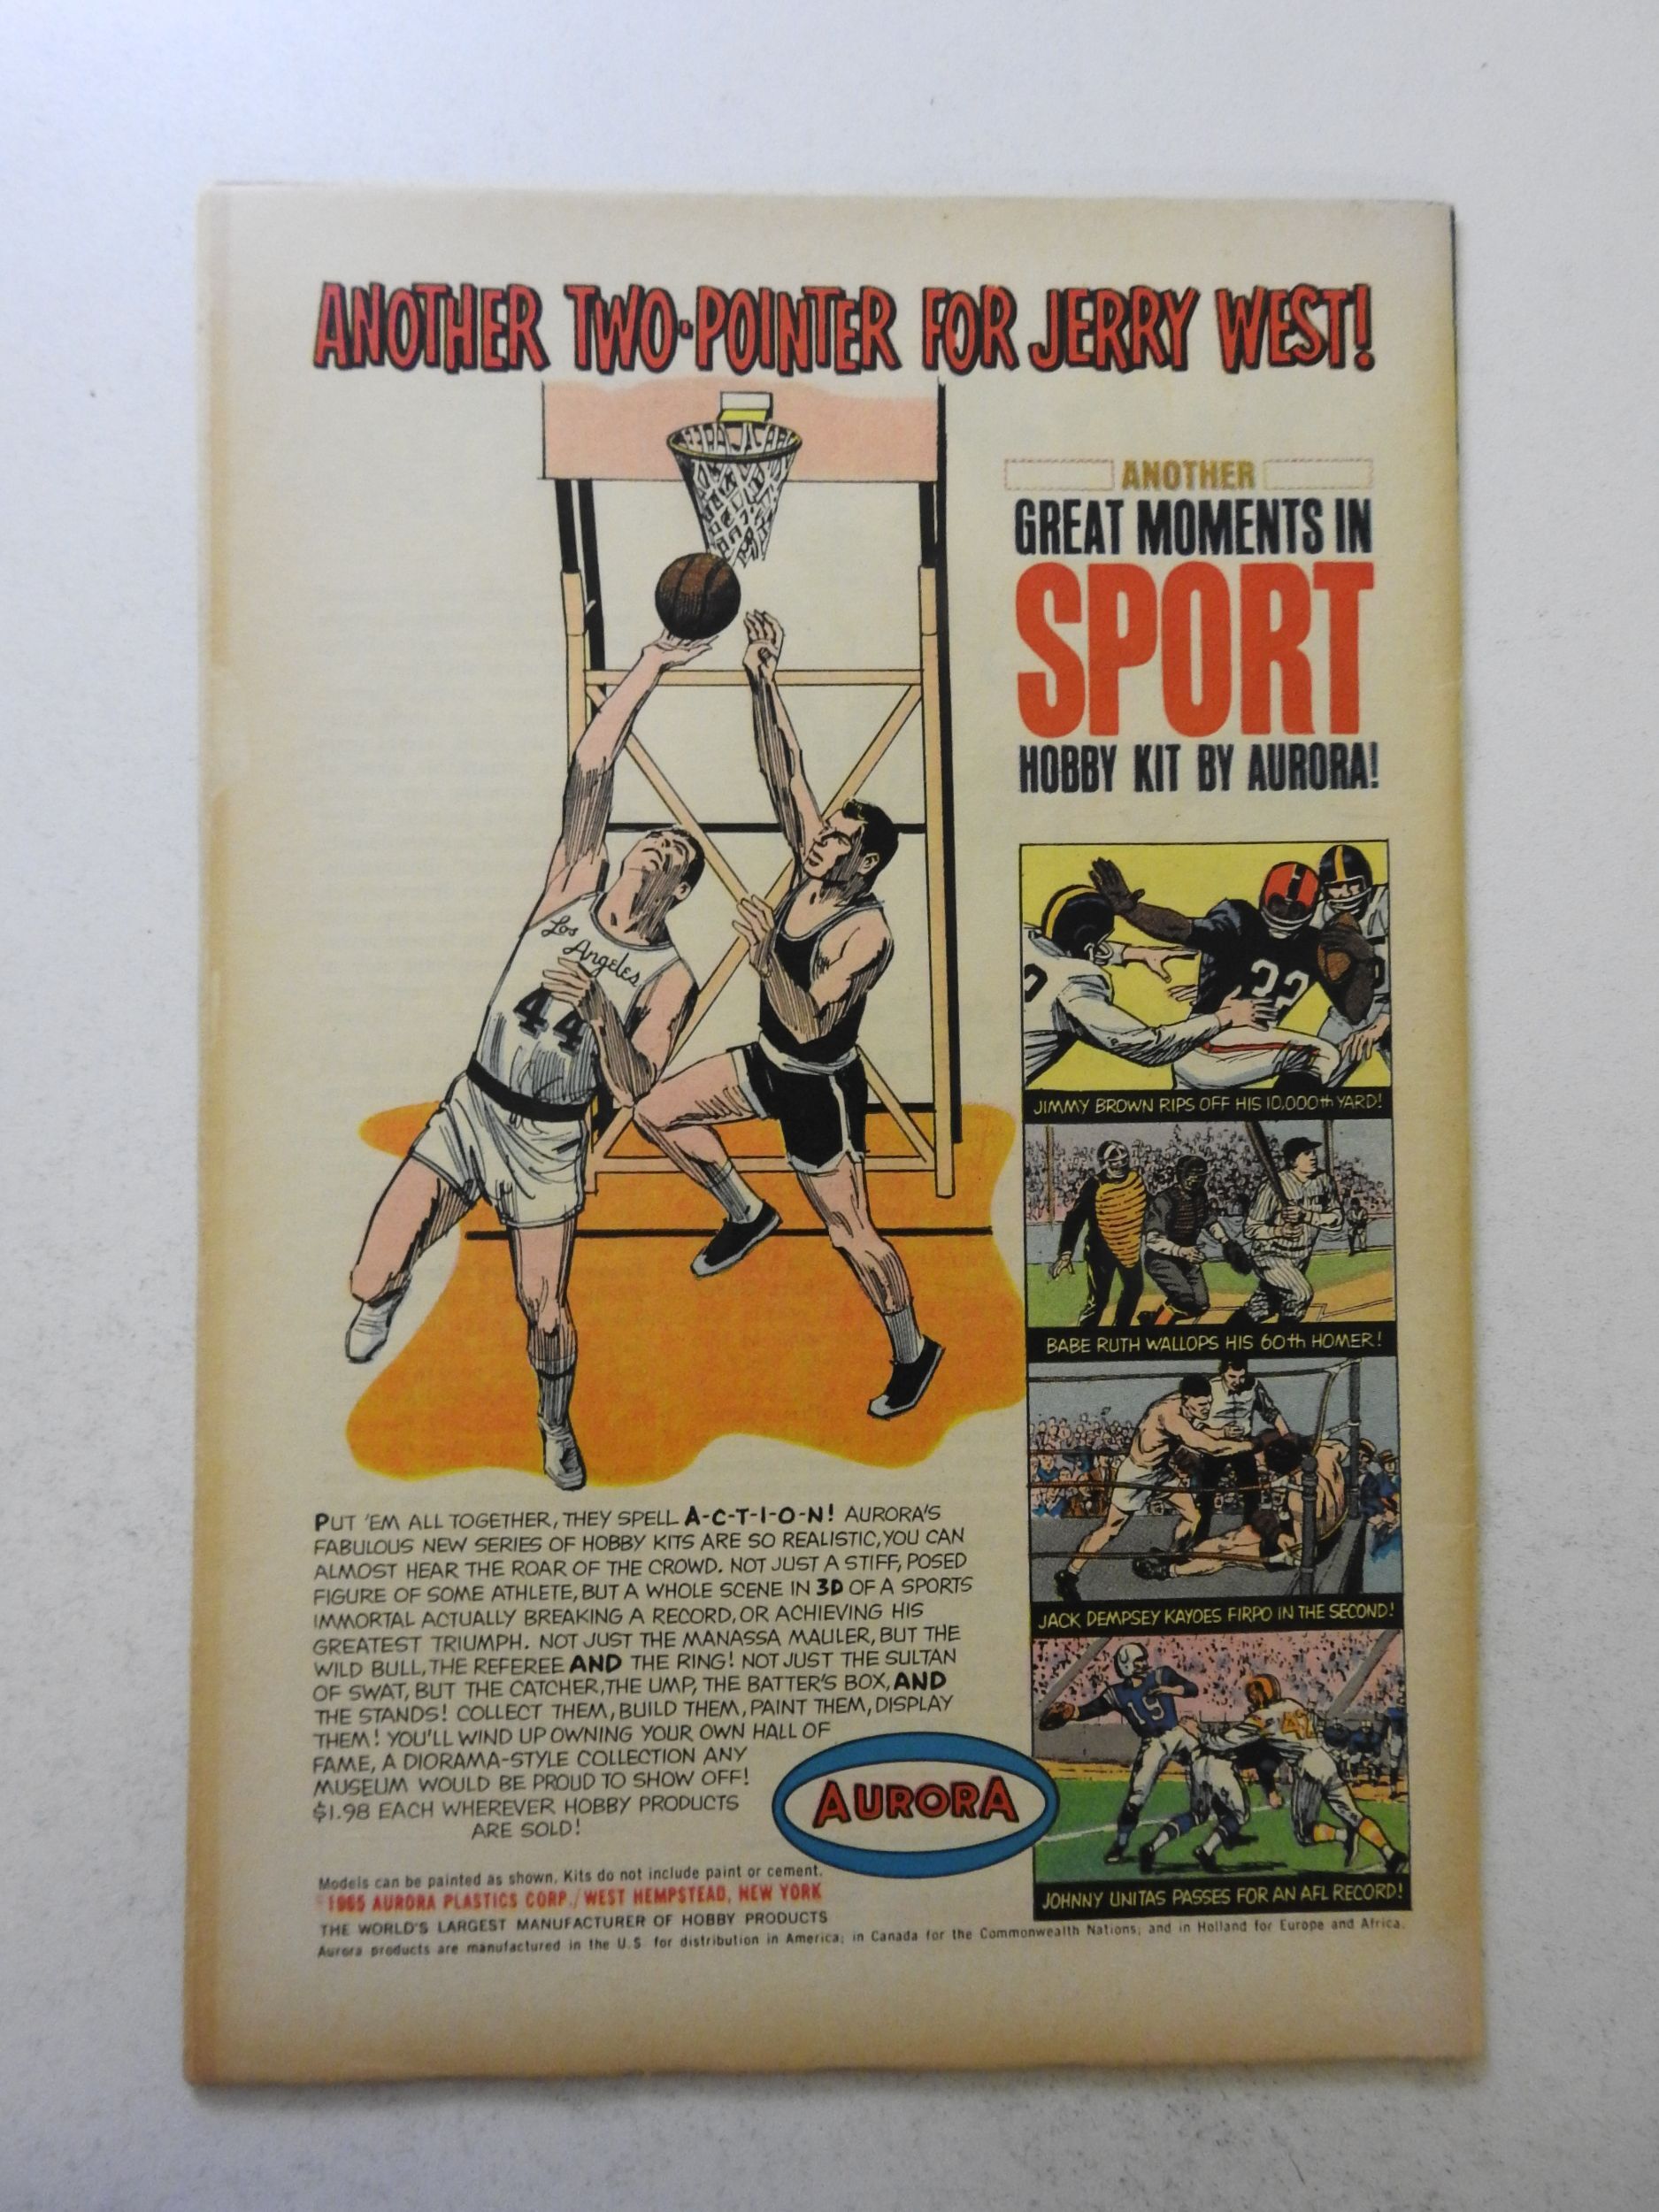 ANOTHER TWO-POINTER FOR JERRY WEST!
ANOTHER
GREAT MOMENTS IN
SPORT
HOBBY KIT BY AURORA!
Los
Angeles
44
32
JIMMY BROWN RIPS OFF HIS 10,000th YARD!
BABE RUTH WALLOPS HIS 60th HOMER!
JACK DEMPSEY KAYOES FIRPO IN THE SECOND!
19
JOHNNY UNITAS PASSES FOR AN AFL RECORD!
PUT 'EM ALL TOGETHER, THEY SPELL A-C-T-I-O-N! AURORA'S
FABULOUS NEW SERIES OF HOBBY KITS ARE SO REALISTIC, YOU CAN
ALMOST HEAR THE ROAR OF THE CROWD. NOT JUST A STIFF, POSED
FIGURE OF SOME ATHLETE, BUT A WHOLE SCENE IN 3D OF A SPORTS
IMMORTAL ACTUALLY BREAKING A RECORD, OR ACHIEVING HIS
GREATEST TRIUMPH. NOT JUST THE MANASSA MAULER, BUT THE
WILD BULL, THE REFEREE AND THE RING! NOT JUST THE SULTAN
OF SWAT, BUT THE CATCHER, THE UMP, THE BATTER'S BOX, AND
THE STANDS! COLLECT THEM, BUILD THEM, PAINT THEM, DISPLAY
THEM! YOU'LL WIND UP OWNING YOUR OWN HALL OF
FAME, A DIORAMA-STYLE COLLECTION ANY
MUSEUM WOULD BE PROUD TO SHOW OFF!
$1.98 EACH WHEREVER HOBBY PRODUCTS
ARE SOLD!
AURORA
Models can be painted as shown. Kits do not include paint or cement.
©1965 AURORA PLASTICS CORP./WEST HEMPSTEAD, NEW YORK
THE WORLD'S LARGEST MANUFACTURER OF HOBBY PRODUCTS
Aurora products are manufactured in the U.S. for distribution in America; in Canada for the Commonwealth Nations; and in Holland for Europe and Africa.